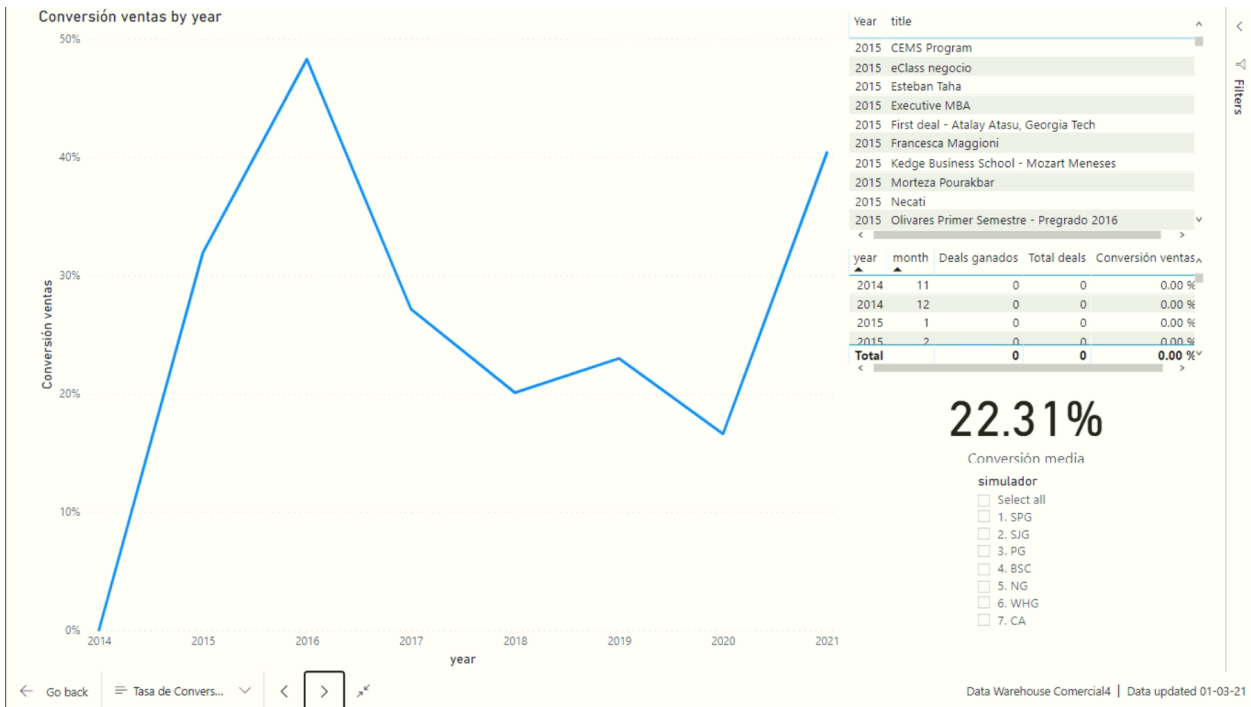 Conversión ventas by year
50%
40%
30%
20%
10%
0%
Conversión ventas
2014 2015 2016 2017 2018 2019 2020 2021
year
Year title
2015 CEMS Program
2015 eClass negocio
2015 Esteban Taha
2015 Executive MBA
2015 First deal - Atalay Atasu, Georgia Tech
2015 Francesca Maggioni
2015 Kedge Business School - Mozart Meneses
2015 Morteza Pourakbar
2015 Necati
2015 Olivares Primer Semestre - Pregrado 2016
year month Deals ganados Total deals Conversión ventas
2014 11 0 0 0.00 %
2014 12 0 0 0.00 %
2015 1 0 0 0.00 %
2015 2 0 0 0.00 %
Total 0 0 0.00 %
22.31%
Conversión media
simulador
Select all
1. SPG
2. SJG
3. PG
4. BSC
5. NG
6. WHG
7. CA
Filters
Go back
Tasa de Convers...
Data Warehouse Comercial4 | Data updated 01-03-21